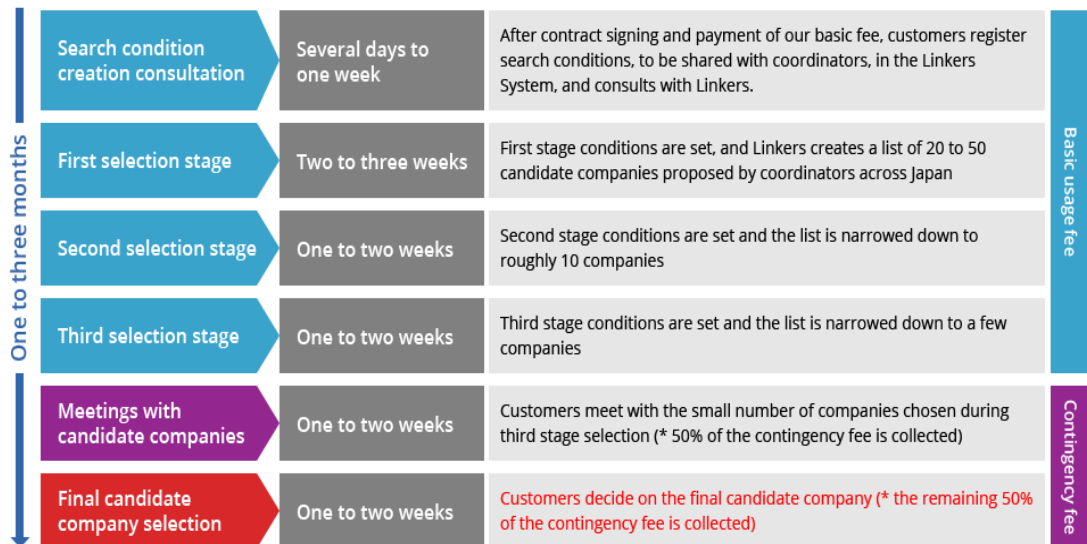 One to three months
Search condition
creation consultation
Several days to
one week
After contract signing and payment of our basic fee, customers register
search conditions, to be shared with coordinators, in the Linkers
System, and consults with Linkers.
First selection stage
Two to three weeks
First stage conditions are set, and Linkers creates a list of 20 to 50
candidate companies proposed by coordinators across Japan
Second selection stage
One to two weeks
Second stage conditions are set and the list is narrowed down to
roughly 10 companies
Third selection stage
One to two weeks
Third stage conditions are set and the list is narrowed down to a few
companies
Basic usage fee
Meetings with
candidate companies
One to two weeks
Customers meet with the small number of companies chosen during
third stage selection (* 50% of the contingency fee is collected)
Final candidate
company selection
One to two weeks
Customers decide on the final candidate company (* the remaining 50%
of the contingency fee is collected)
Contingency fee